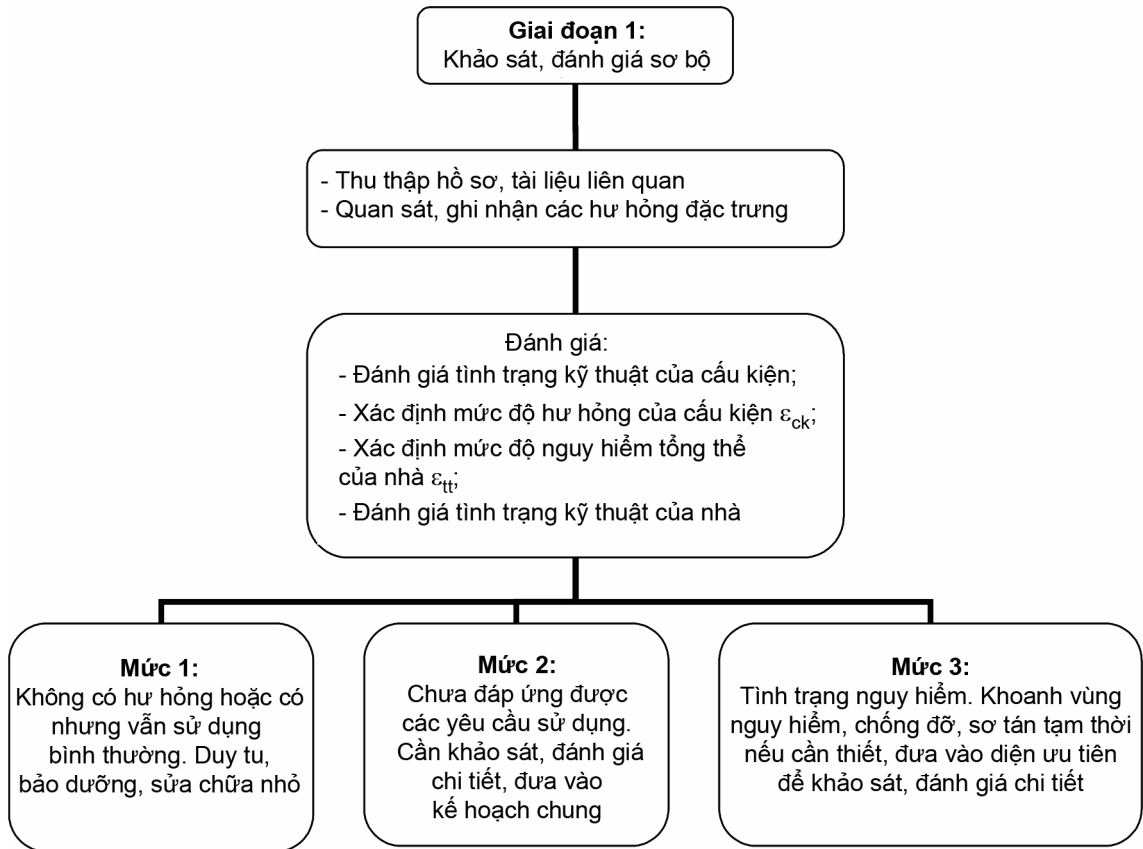 Giai đoạn 1:
Khảo sát, đánh giá sơ bộ
- Thu thập hồ sơ, tài liệu liên quan
- Quan sát, ghi nhận các hư hỏng đặc trưng
Đánh giá:
- Đánh giá tình trạng kỹ thuật của cấu kiện;
- Xác định mức độ hư hỏng của cấu kiện εck;
- Xác định mức độ nguy hiểm tổng thể
của nhà εtt;
- Đánh giá tình trạng kỹ thuật của nhà
Mức 1:
Không có hư hỏng hoặc có
nhưng vẫn sử dụng
bình thường. Duy tu,
bảo dưỡng, sửa chữa nhỏ
Mức 2:
Chưa đáp ứng được
các yêu cầu sử dụng.
Cần khảo sát, đánh giá
chi tiết, đưa vào
kế hoạch chung
Mức 3:
Tình trạng nguy hiểm. Khoanh vùng
nguy hiểm, chống đỡ, sơ tán tạm thời
nếu cần thiết, đưa vào diện ưu tiên
để khảo sát, đánh giá chi tiết